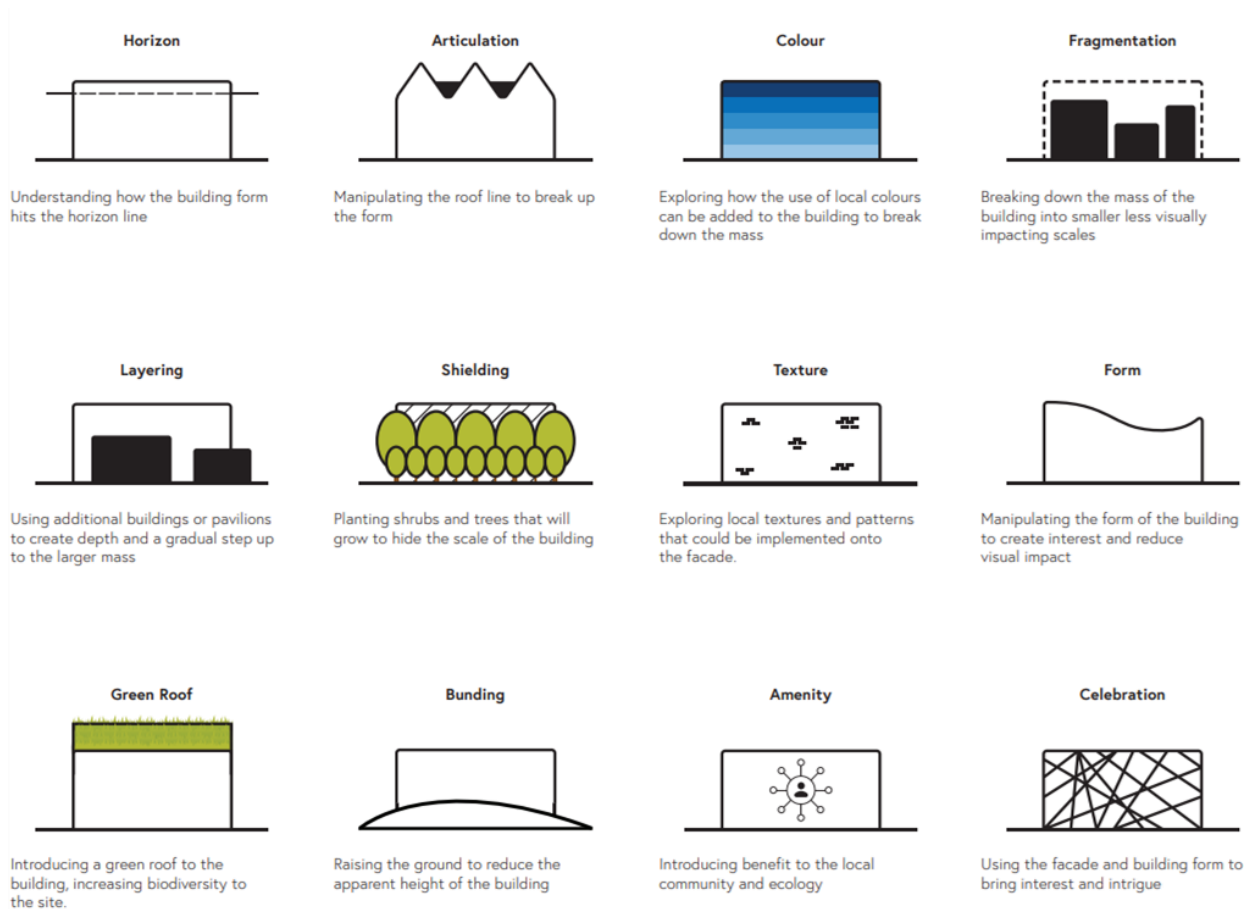 Horizon
Understanding how the building form
hits the horizon line
Articulation
Manipulating the roof line to break up
the form
Colour
Exploring how the use of local colours
can be added to the building to break
down the mass
Fragmentation
Breaking down the mass of the
building into smaller less visually
impacting scales
Layering
Using additional buildings or pavilions
to create depth and a gradual step up
to the larger mass
Shielding
Planting shrubs and trees that will
grow to hide the scale of the building
Texture
Exploring local textures and patterns
that could be implemented onto
the facade.
Form
Manipulating the form of the building
to create interest and reduce
visual impact
Green Roof
Introducing a green roof to the
building, increasing biodiversity to
the site.
Bunding
Raising the ground to reduce the
apparent height of the building
Amenity
Introducing benefit to the local
community and ecology
Celebration
Using the facade and building form to
bring interest and intrigue